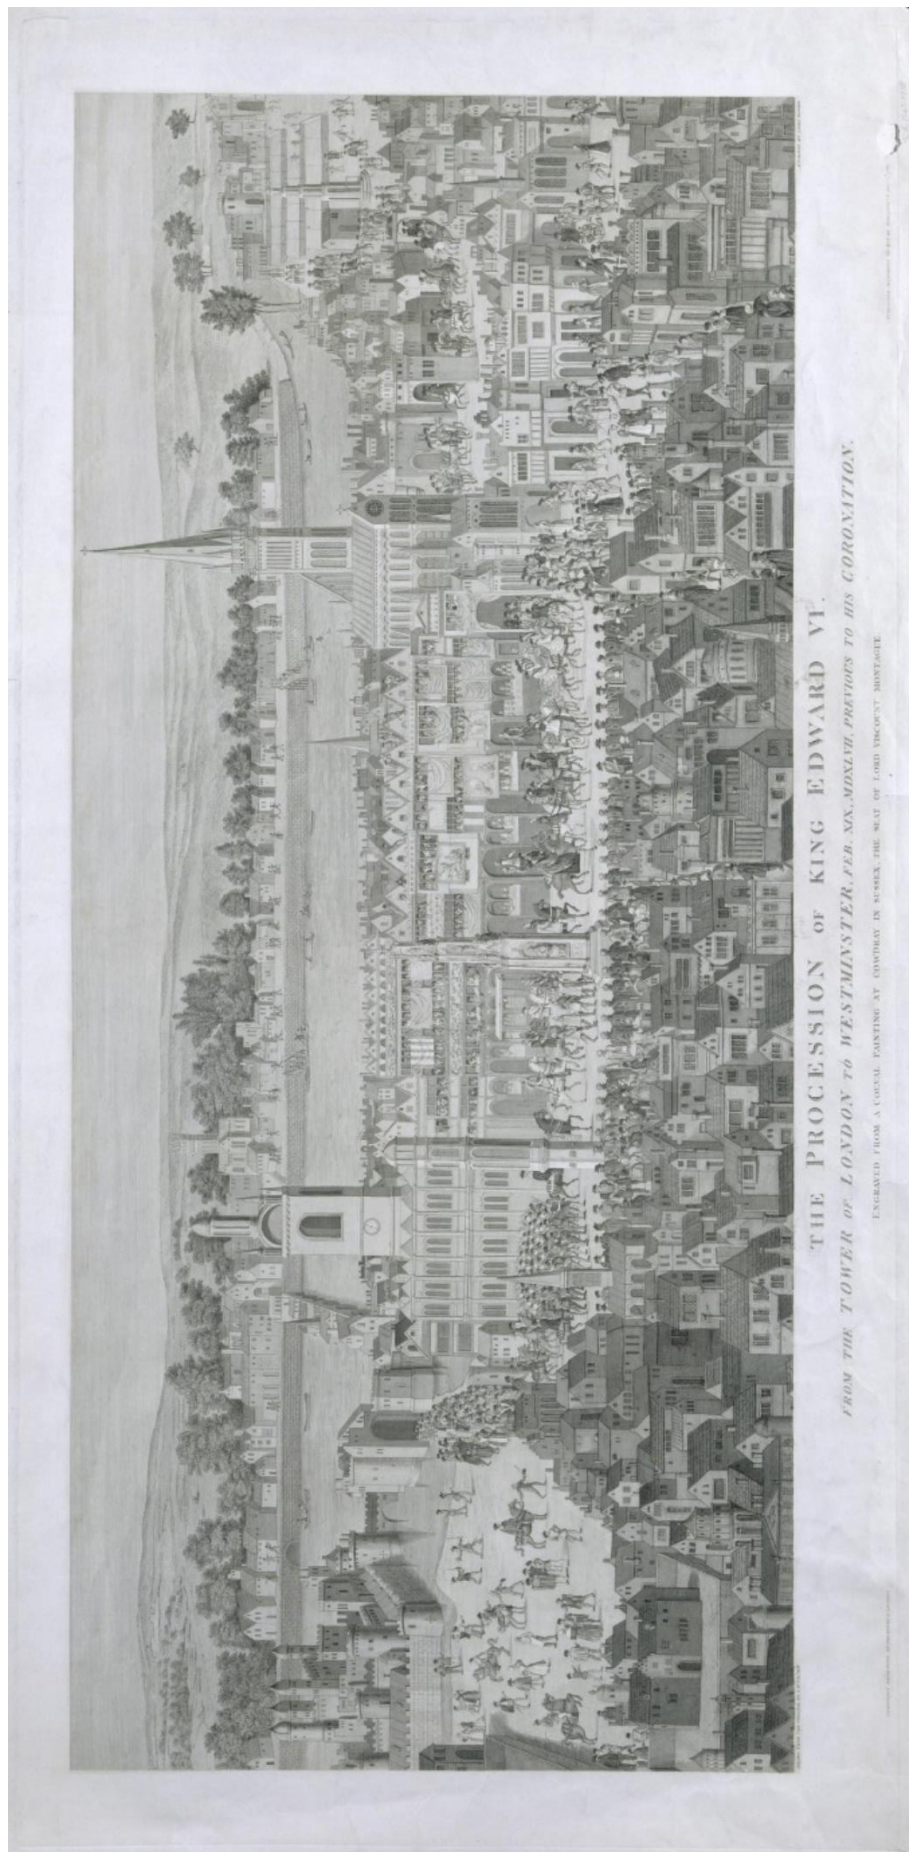 THE PROCESSION OF KING EDWARD VI.
FROM THE TOWER OF LONDON TO WESTMINSTER, FEB. XIX, MDXLVII, PREVIOUS TO HIS CORONATION.
ENGRAVED FROM A COEVAL PAINTING AT COWDRAY IN SUSSEX, THE SEAT OF LORD VISCOUNT MONTAGUE.